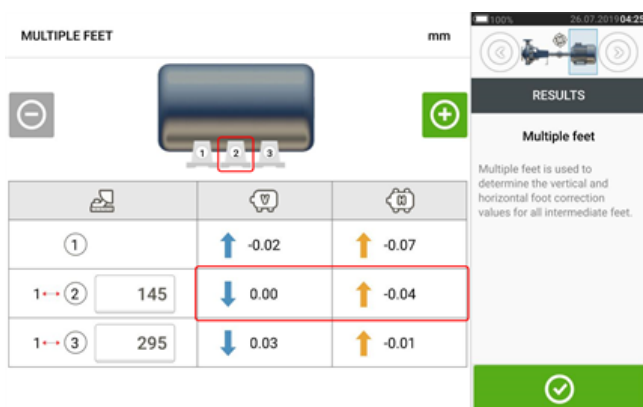 100% 26.07.2019 04:25
MULTIPLE FEET mm
1 2 3
V H
1 -0.02 -0.07
1↔2 145 0.00 -0.04
1↔3 295 0.03 -0.01
RESULTS
Multiple feet
Multiple feet is used to
determine the vertical and
horizontal foot correction
values for all intermediate feet.